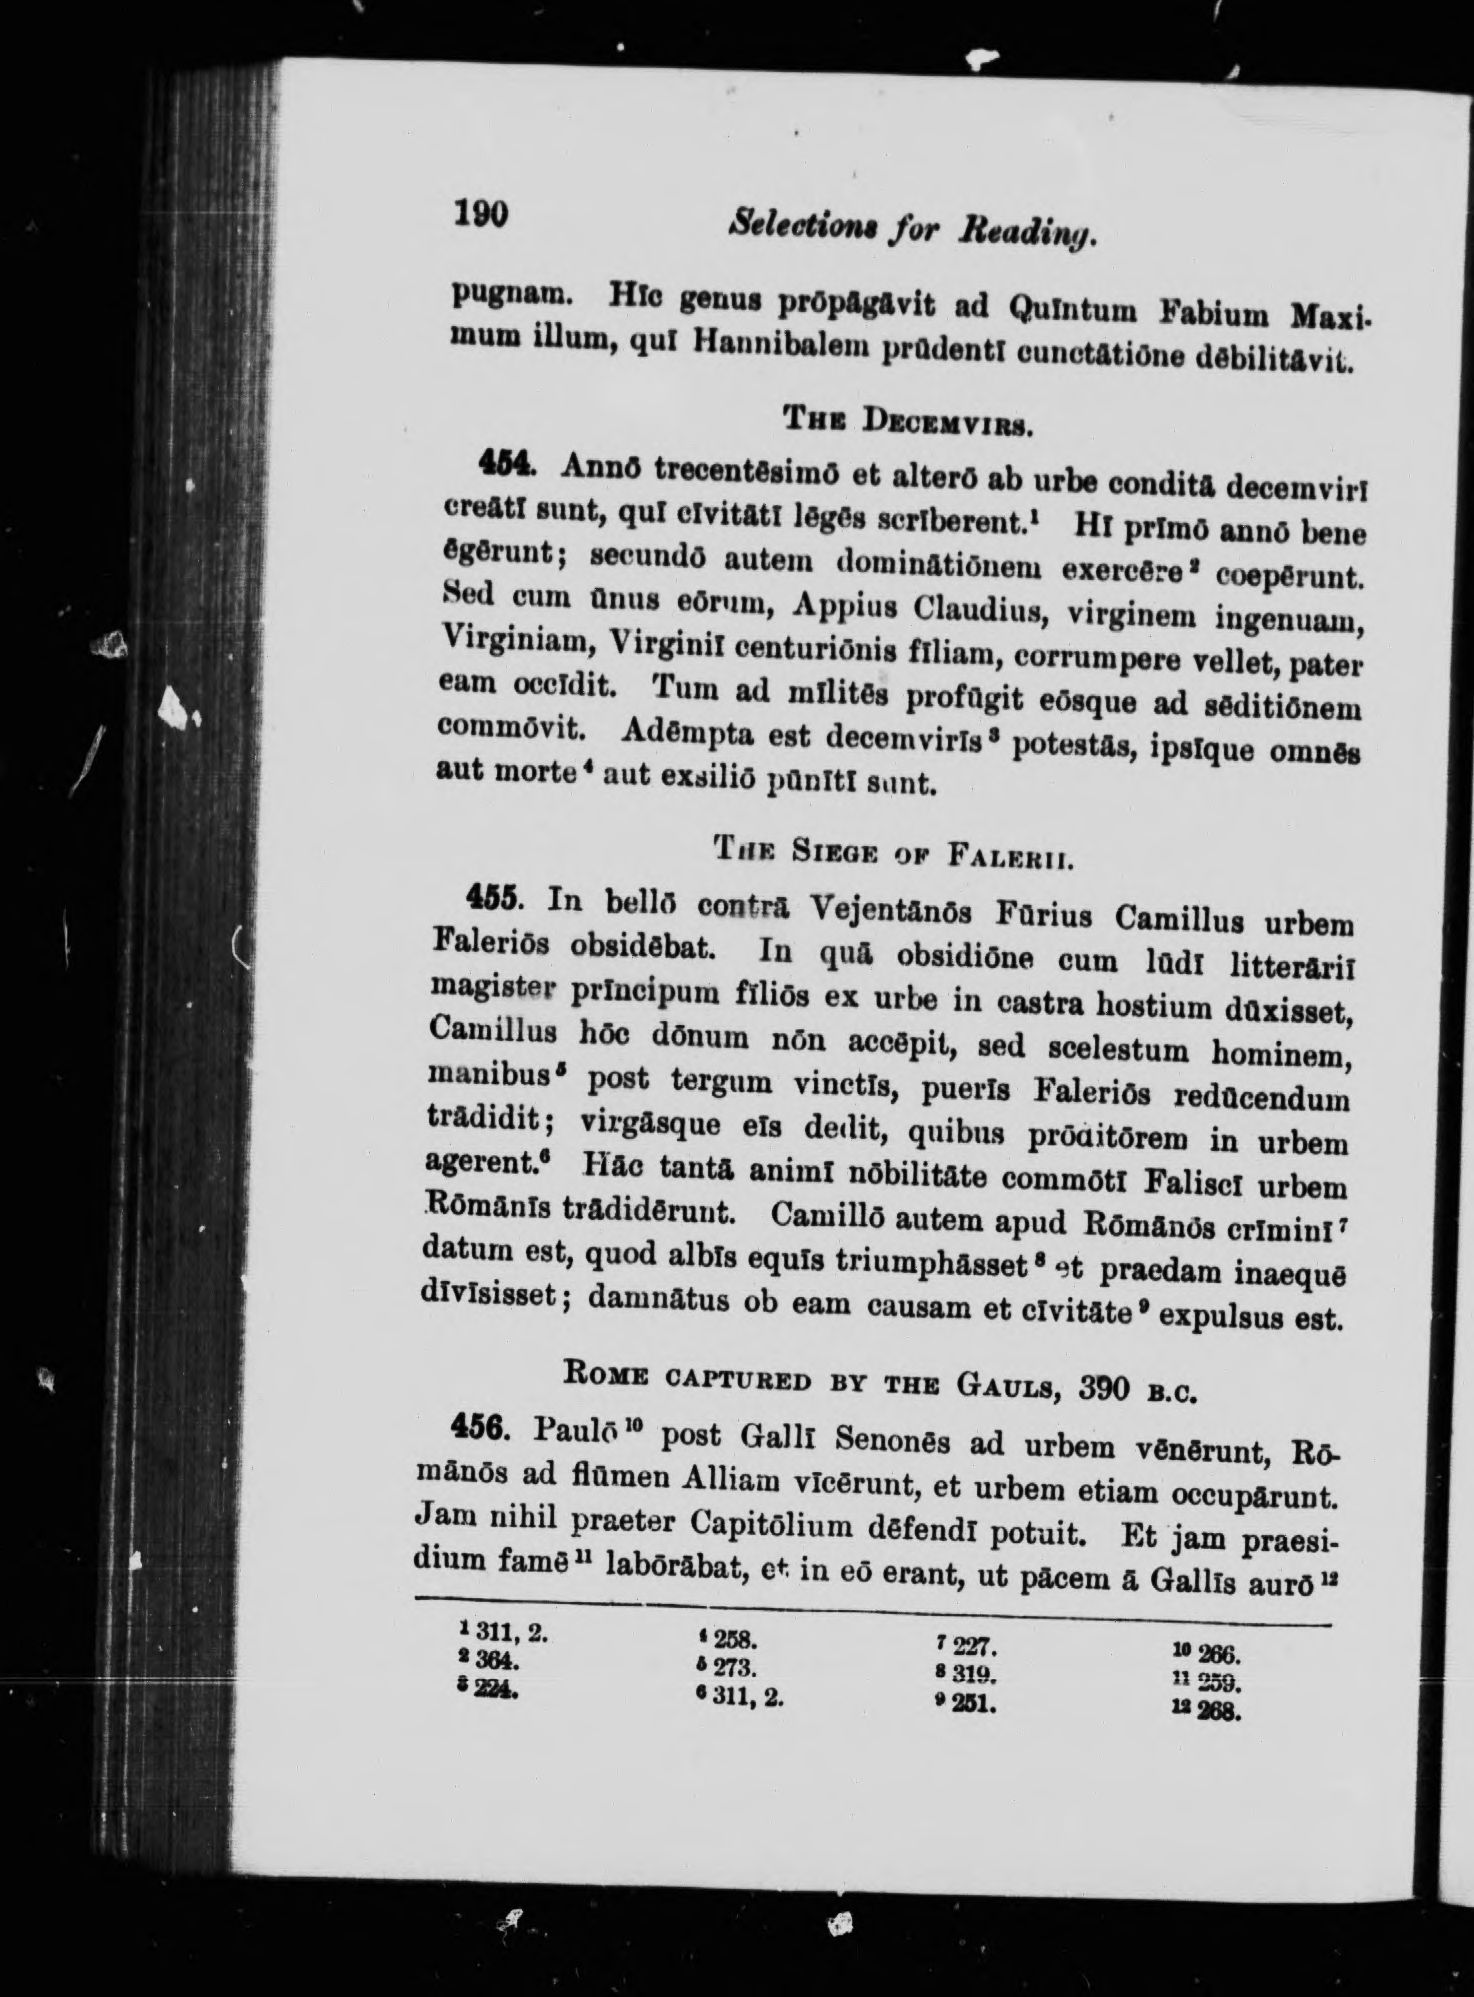 190 Selections for Reading.
pugnam. Hīc genus prōpāgāvit ad Quīntum Fabium Maxi-
mum illum, quī Hannibalem prūdentī cunctātiōne dēbilitāvit.
THE DECEMVIRS.
454. Annō trecentēsimō et alterō ab urbe conditā decemvirī
creātī sunt, quī cīvitātī lēgēs scrīberent.¹ Hī prīmō annō bene
ēgērunt; secundō autem dominātiōnem exercēre² coepērunt.
Sed cum ūnus eōrum, Appius Claudius, virginem ingenuam,
Virginiam, Virginiī centuriōnis fīliam, corrumpere vellet, pater
eam occīdit. Tum ad mīlitēs profūgit eōsque ad sēditiōnem
commōvit. Adēmpta est decemvirīs³ potestās, ipsīque omnēs
aut morte⁴ aut exsiliō pūnītī sunt.
THE SIEGE OF FALERII.
455. In bellō contrā Vejentānōs Fūrius Camillus urbem
Faleriōs obsidēbat. In quā obsidiōne cum lūdī litterāriī
magister prīncipum fīliōs ex urbe in castra hostium dūxisset,
Camillus hōc dōnum nōn accēpit, sed scelestum hominem,
manibus⁵ post tergum vinctīs, puerīs Faleriōs redūcendum
trādidit; virgāsque eīs dedit, quibus prōditōrem in urbem
agerent.⁶ Hāc tantā animī nōbilitāte commōtī Faliscī urbem
Rōmānīs trādidērunt. Camillō autem apud Rōmānōs crīminī⁷
datum est, quod albīs equīs triumphāsset⁸ et praedam inaequē
dīvīsisset; damnātus ob eam causam et cīvitāte⁹ expulsus est.
ROME CAPTURED BY THE GAULS, 390 B.C.
456. Paulō¹⁰ post Gallī Senonēs ad urbem vēnērunt, Rō-
mānōs ad flūmen Alliam vīcērunt, et urbem etiam occupārunt.
Jam nihil praeter Capitōlium dēfendī potuit. Et jam praesi-
dium famē¹¹ labōrābat, et in eō erant, ut pācem ā Gallīs aurō¹²
¹ 311, 2. ⁴ 258. ⁷ 227. ¹⁰ 266.
² 364. ⁵ 273. ⁸ 319. ¹¹ 259.
³ 224. ⁶ 311, 2. ⁹ 251. ¹² 268.